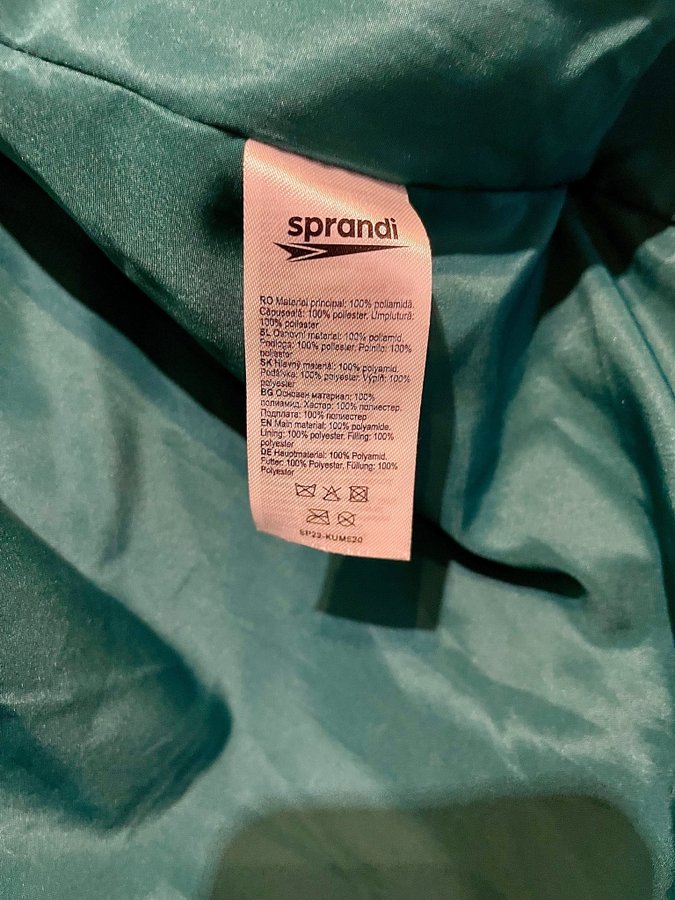 sprandi
RO Material principal: 100% poliamidă.
Căpuseală: 100% poliester. Umplutură:
100% poliester
SL Osnovni material: 100% poliamid.
Podloga: 100% poliester. Polnilo: 100%
poliester
SK Hlavný materiál: 100% polyamid.
Podšívka: 100% polyester. Výplň: 100%
polyester
BG Основен материал: 100%
полиамид. Хастар: 100% полиестер.
Подплата: 100% полиестер
EN Main material: 100% polyamide.
Lining: 100% polyester. Filling: 100%
polyester
DE Hauptmaterial: 100% Polyamid.
Futter: 100% Polyester. Füllung: 100%
Polyester
SP22-KUMS20